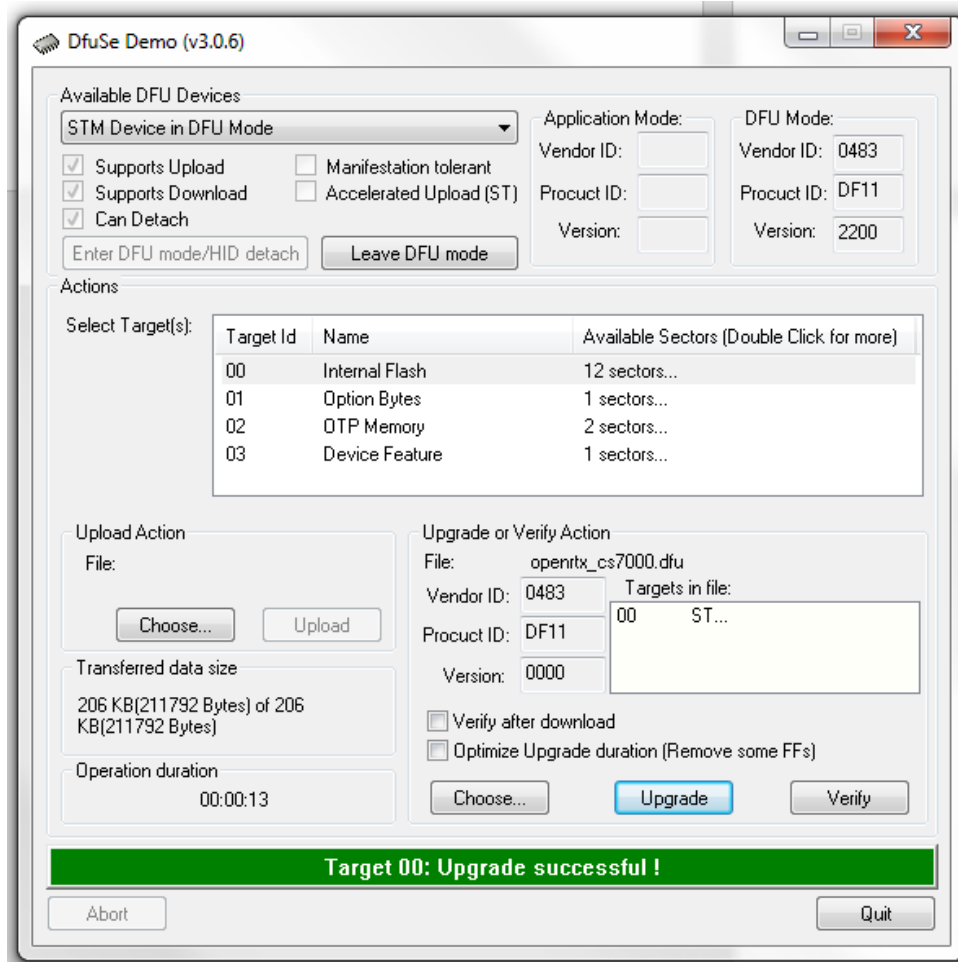 DfuSe Demo (v3.0.6)
Available DFU Devices
STM Device in DFU Mode
Supports Upload
Manifestation tolerant
Supports Download
Accelerated Upload (ST)
Can Detach
Enter DFU mode/HID detach
Leave DFU mode
Application Mode:
Vendor ID:
Procuct ID:
Version:
DFU Mode:
Vendor ID: 0483
Procuct ID: DF11
Version: 2200
Actions
Select Target(s):
Target Id Name Available Sectors (Double Click for more)
00 Internal Flash 12 sectors...
01 Option Bytes 1 sectors...
02 OTP Memory 2 sectors...
03 Device Feature 1 sectors...
Upload Action
File:
Choose... Upload
Transferred data size
206 KB(211792 Bytes) of 206
KB(211792 Bytes)
Operation duration
00:00:13
Upgrade or Verify Action
File: openrtx_cs7000.dfu
Vendor ID: 0483
Procuct ID: DF11
Version: 0000
Targets in file:
00 ST...
Verify after download
Optimize Upgrade duration (Remove some FFs)
Choose... Upgrade Verify
Target 00: Upgrade successful !
Abort Quit